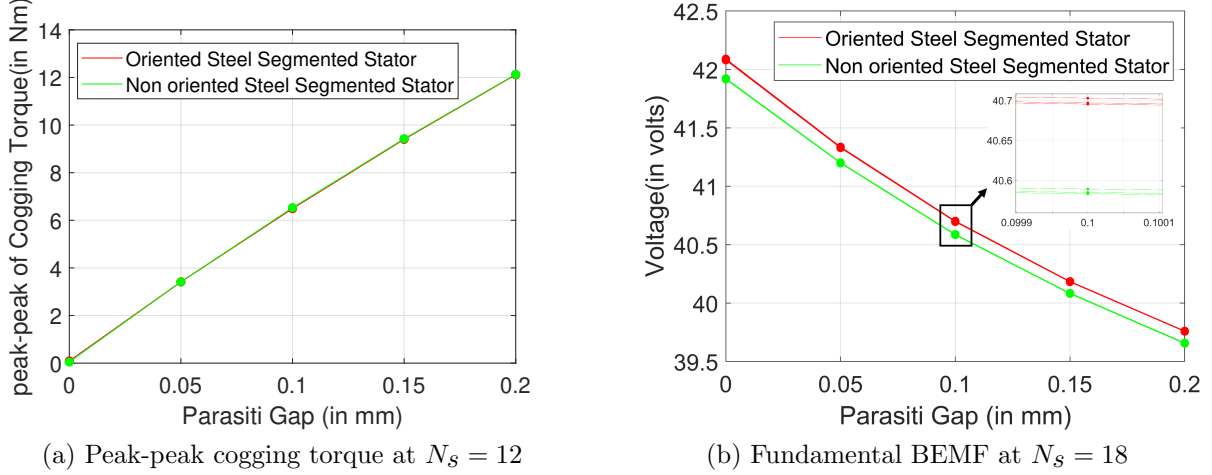 peak-peak of Cogging Torque(in Nm)
14
12
10
8
6
4
2
0
Oriented Steel Segmented Stator
Non oriented Steel Segmented Stator
0 0.05 0.1 0.15 0.2
Parasiti Gap (in mm)
(a) Peak-peak cogging torque at Ns = 12
Voltage(in volts)
42.5
42
41.5
41
40.5
40
39.5
Oriented Steel Segmented Stator
Non oriented Steel Segmented Stator
40.7
40.65
40.6
0.0999 0.1 0.1001
0 0.05 0.1 0.15 0.2
Parasiti Gap (in mm)
(b) Fundamental BEMF at Ns = 18